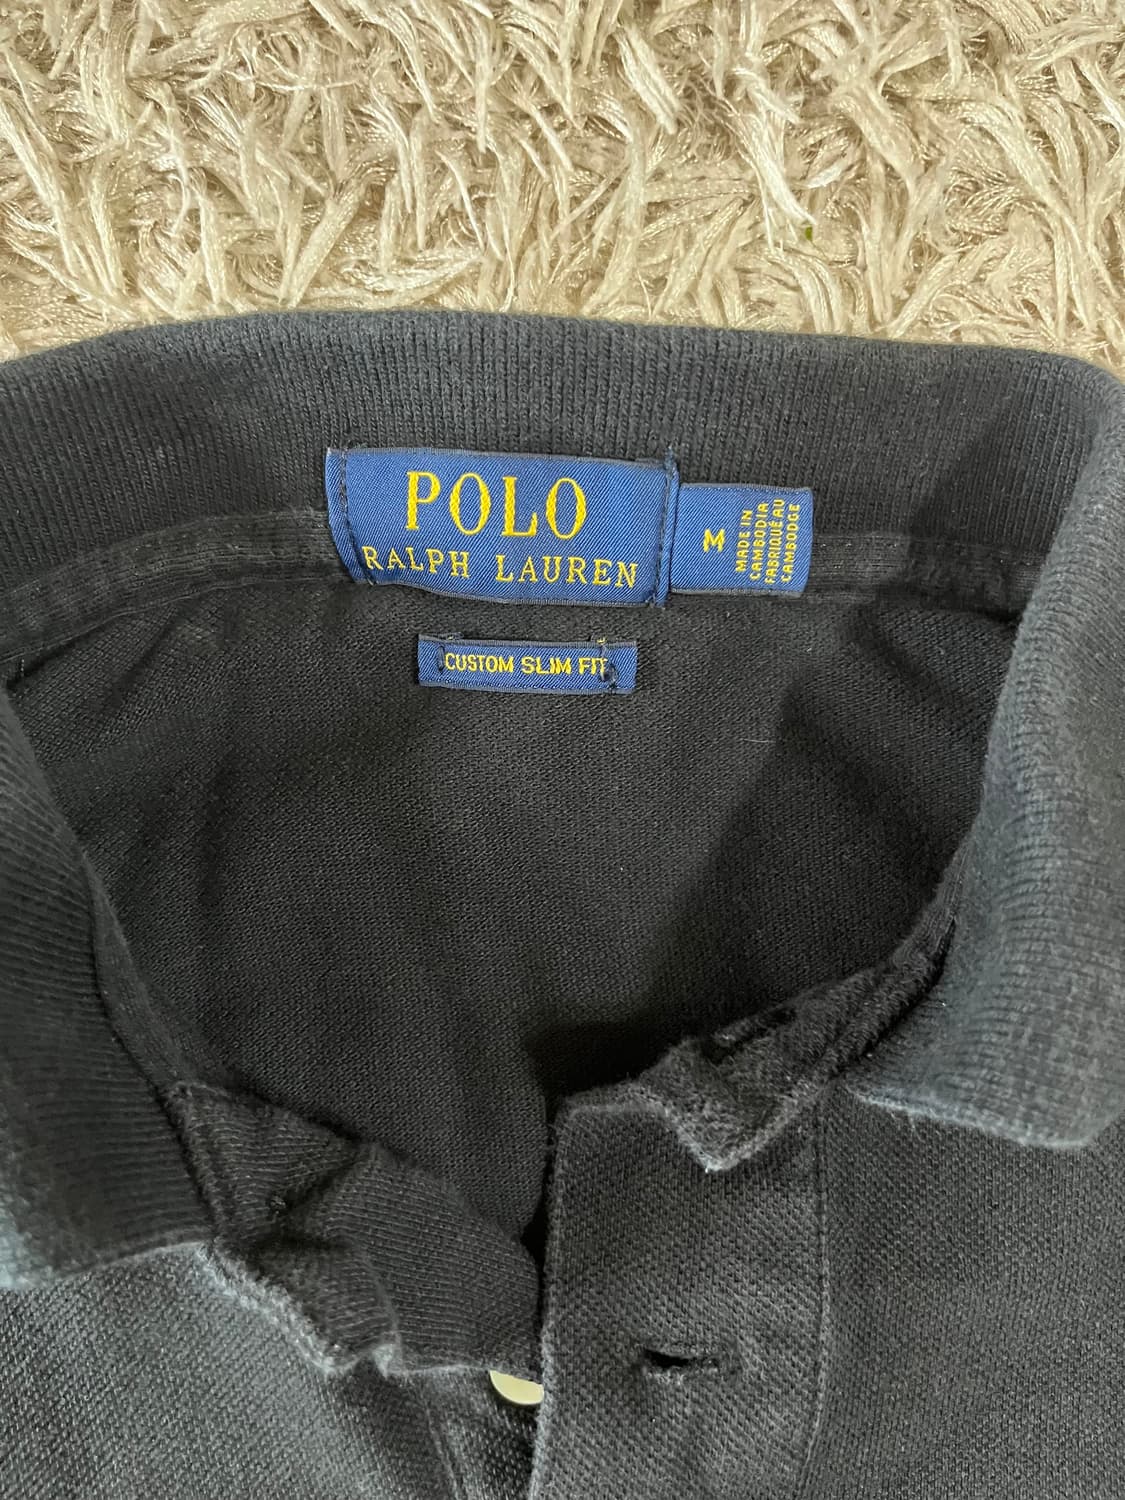 POLO
RALPH LAUREN
M
MADE IN
CAMBODIA
FABRIQUÉ AU
CAMBODGE
CUSTOM SLIM FIT